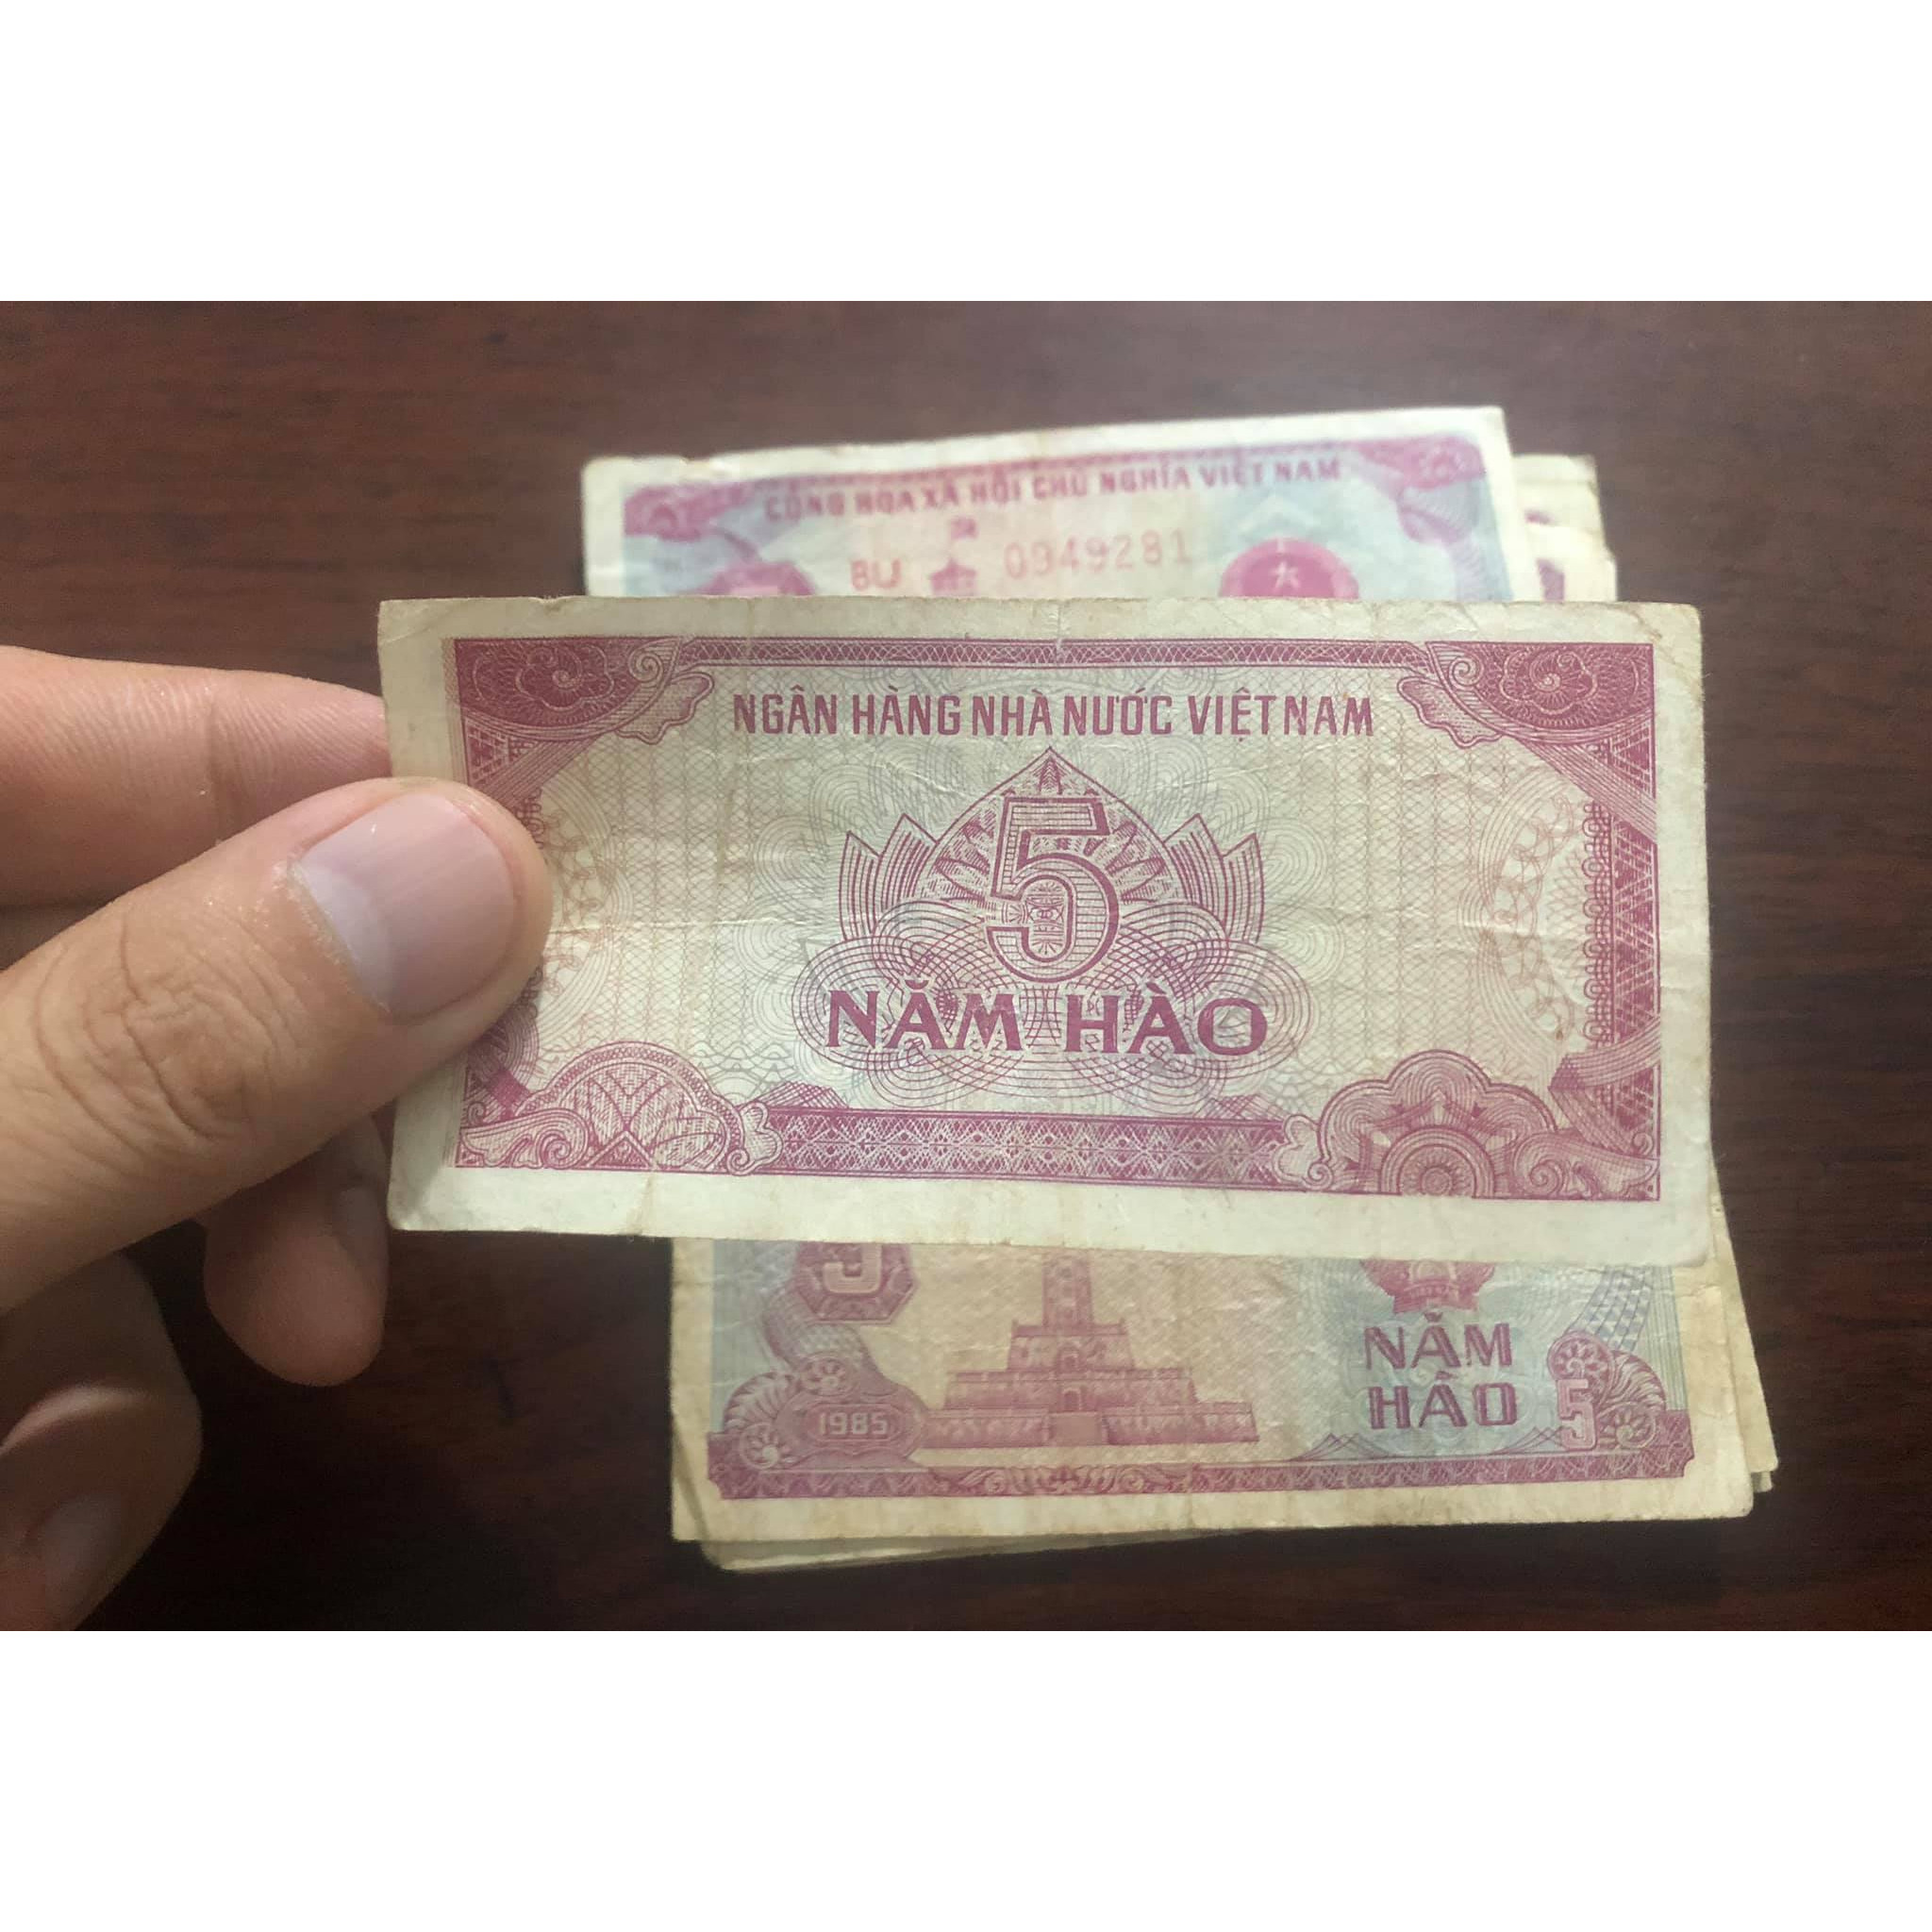 CỘNG HÒA XÃ HỘI CHỦ NGHĨA VIỆT NAM
BU 0949281
NGÂN HÀNG NHÀ NƯỚC VIỆT NAM
5
NĂM HÀO
5
NĂM
HÀO
1985
5